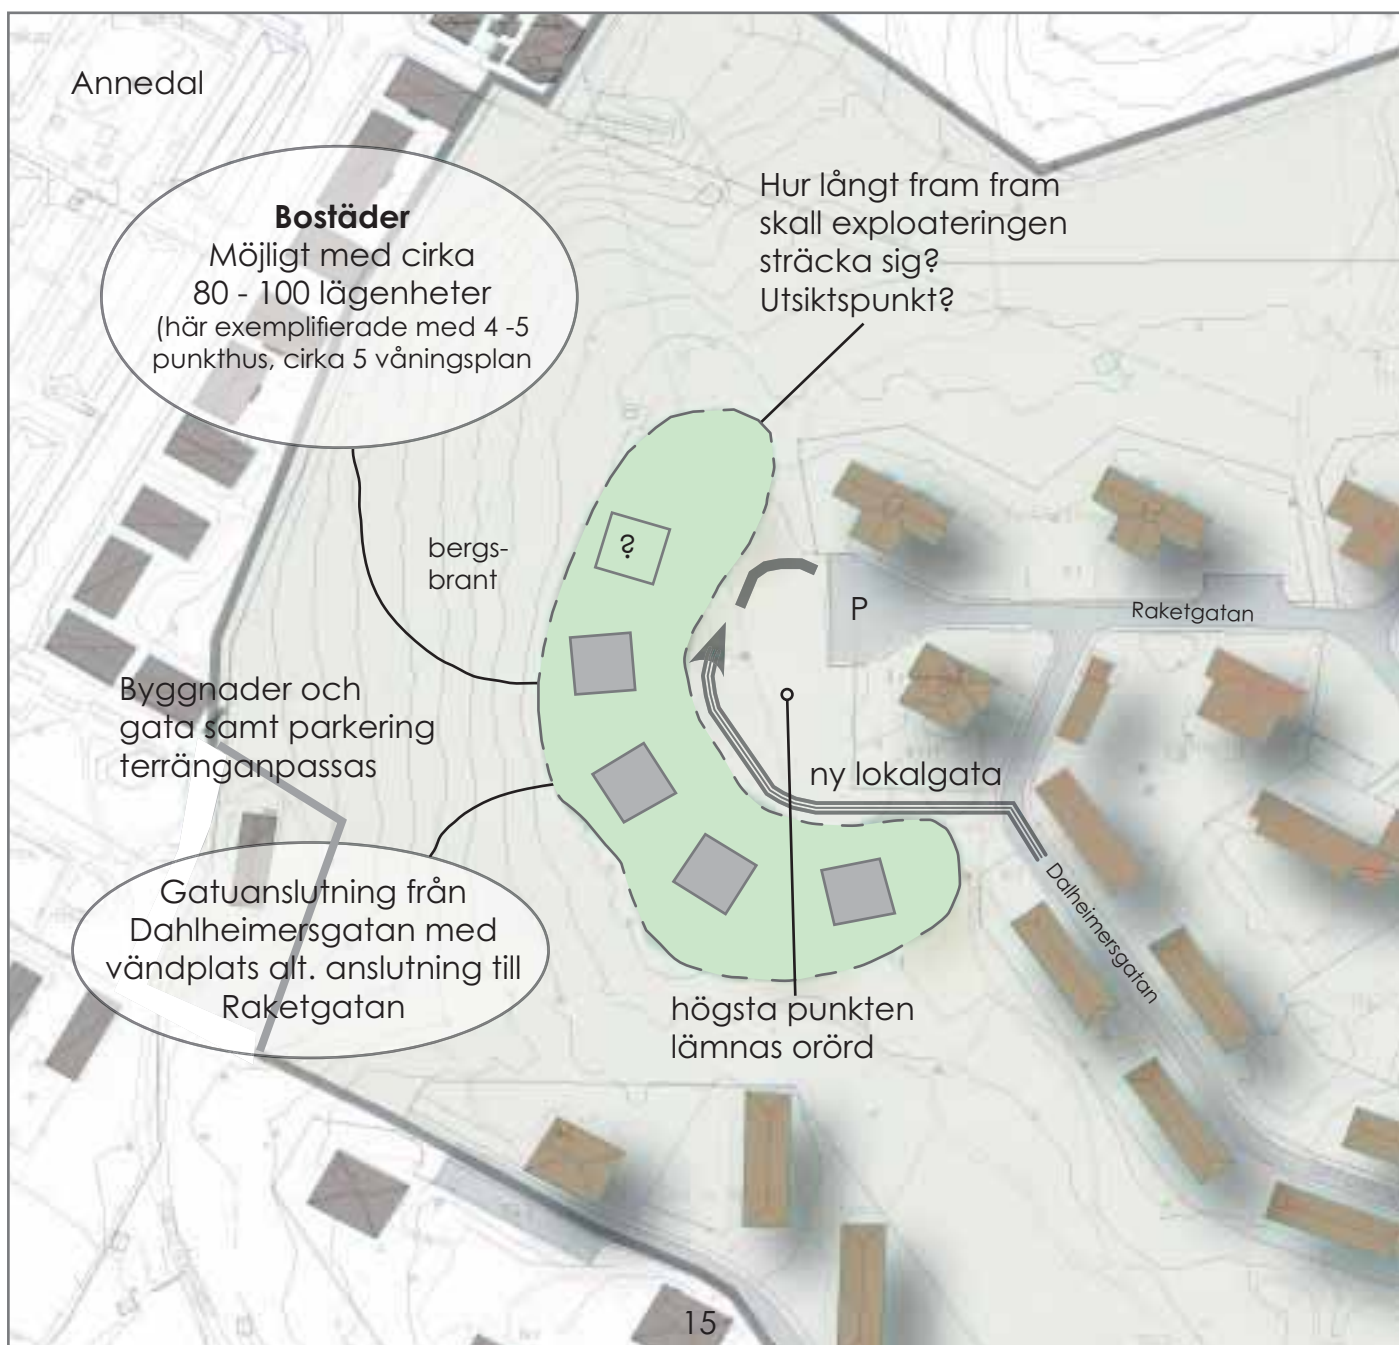 Annedal
Bostäder
Möjligt med cirka
80 - 100 lägenheter
(här exemplifierade med 4 -5
punkthus, cirka 5 våningsplan
Hur långt fram fram
skall exploateringen
sträcka sig?
Utsiktspunkt?
bergs-
brant
?
P
Raketgatan
Byggnader och
gata samt parkering
terränganpassas
ny lokalgata
Gatuanslutning från
Dahlheimersgatan med
vändplats alt. anslutning till
Raketgatan
Dalheimersgatan
högsta punkten
lämnas orörd
15